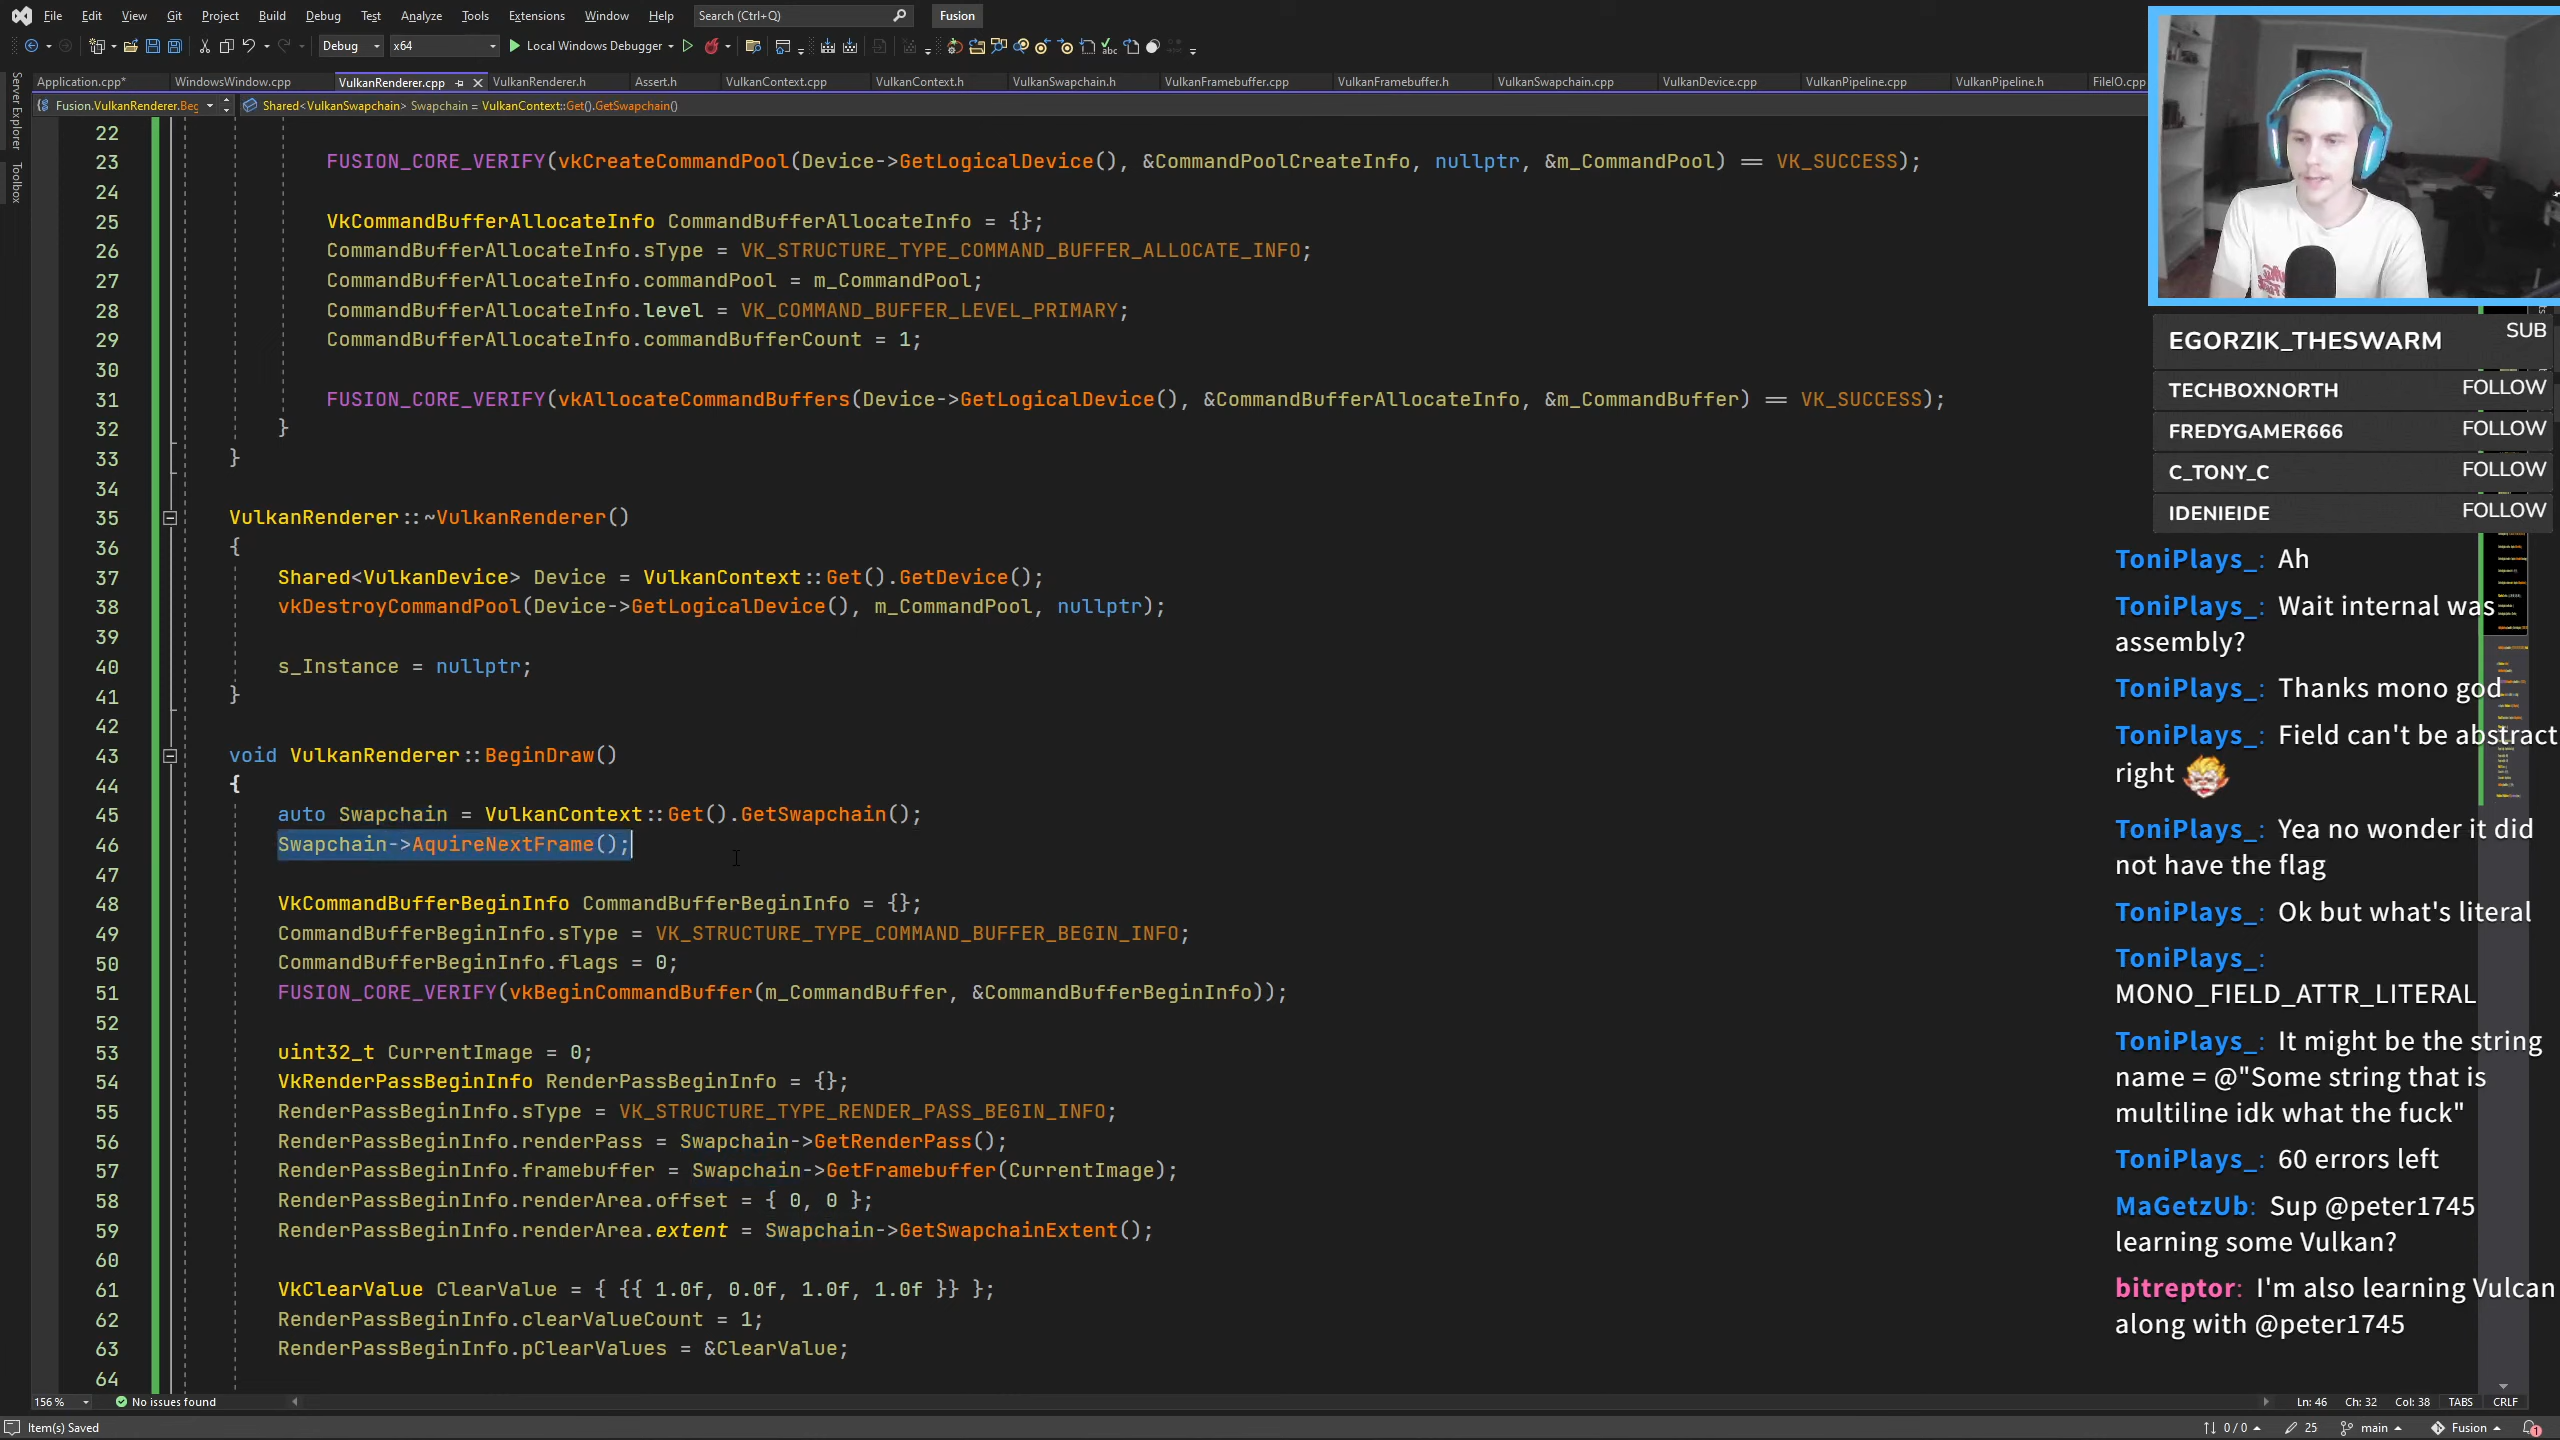 File Edit View Git Project Build Debug Test Analyze Tools Extensions Window Help Search (Ctrl+Q) Fusion
Debug x64 Local Windows Debugger
Application.cpp* WindowsWindow.cpp VulkanRenderer.cpp VulkanRenderer.h Assert.h VulkanContext.cpp VulkanContext.h VulkanSwapchain.h VulkanFramebuffer.cpp VulkanFramebuffer.h VulkanSwapchain.cpp VulkanDevice.cpp VulkanPipeline.cpp VulkanPipeline.h FileIO.cpp
Fusion.VulkanRenderer.Beg Shared<VulkanSwapchain> Swapchain = VulkanContext::Get().GetSwapchain()
Server Explorer
Toolbox
22
23 FUSION_CORE_VERIFY(vkCreateCommandPool(Device->GetLogicalDevice(), &CommandPoolCreateInfo, nullptr, &m_CommandPool) == VK_SUCCESS);
24
25 VkCommandBufferAllocateInfo CommandBufferAllocateInfo = {};
26 CommandBufferAllocateInfo.sType = VK_STRUCTURE_TYPE_COMMAND_BUFFER_ALLOCATE_INFO;
27 CommandBufferAllocateInfo.commandPool = m_CommandPool;
28 CommandBufferAllocateInfo.level = VK_COMMAND_BUFFER_LEVEL_PRIMARY;
29 CommandBufferAllocateInfo.commandBufferCount = 1;
30
31 FUSION_CORE_VERIFY(vkAllocateCommandBuffers(Device->GetLogicalDevice(), &CommandBufferAllocateInfo, &m_CommandBuffer) == VK_SUCCESS);
32 }
33 }
34
35 VulkanRenderer::~VulkanRenderer()
36 {
37 Shared<VulkanDevice> Device = VulkanContext::Get().GetDevice();
38 vkDestroyCommandPool(Device->GetLogicalDevice(), m_CommandPool, nullptr);
39
40 s_Instance = nullptr;
41 }
42
43 void VulkanRenderer::BeginDraw()
44 {
45 auto Swapchain = VulkanContext::Get().GetSwapchain();
46 Swapchain->AquireNextFrame();
47
48 VkCommandBufferBeginInfo CommandBufferBeginInfo = {};
49 CommandBufferBeginInfo.sType = VK_STRUCTURE_TYPE_COMMAND_BUFFER_BEGIN_INFO;
50 CommandBufferBeginInfo.flags = 0;
51 FUSION_CORE_VERIFY(vkBeginCommandBuffer(m_CommandBuffer, &CommandBufferBeginInfo));
52
53 uint32_t CurrentImage = 0;
54 VkRenderPassBeginInfo RenderPassBeginInfo = {};
55 RenderPassBeginInfo.sType = VK_STRUCTURE_TYPE_RENDER_PASS_BEGIN_INFO;
56 RenderPassBeginInfo.renderPass = Swapchain->GetRenderPass();
57 RenderPassBeginInfo.framebuffer = Swapchain->GetFramebuffer(CurrentImage);
58 RenderPassBeginInfo.renderArea.offset = { 0, 0 };
59 RenderPassBeginInfo.renderArea.extent = Swapchain->GetSwapchainExtent();
60
61 VkClearValue ClearValue = { {{ 1.0f, 0.0f, 1.0f, 1.0f }} };
62 RenderPassBeginInfo.clearValueCount = 1;
63 RenderPassBeginInfo.pClearValues = &ClearValue;
64
EGORZIK_THESWARM SUB
TECHBOXNORTH FOLLOW
FREDYGAMER666 FOLLOW
C_TONY_C FOLLOW
IDENIEIDE FOLLOW
ToniPlays_: Ah
ToniPlays_: Wait internal was
assembly?
ToniPlays_: Thanks mono god
ToniPlays_: Field can't be abstract
right
ToniPlays_: Yea no wonder it did
not have the flag
ToniPlays_: Ok but what's literal
ToniPlays_:
MONO_FIELD_ATTR_LITERAL
ToniPlays_: It might be the string
name = @"Some string that is
multiline idk what the fuck"
ToniPlays_: 60 errors left
MaGetzUb: Sup @peter1745
learning some Vulkan?
bitreptor: I'm also learning Vulcan
along with @peter1745
156 % No issues found Ln: 46 Ch: 32 Col: 38 TABS CRLF
Item(s) Saved 0 / 0 25 main Fusion 1